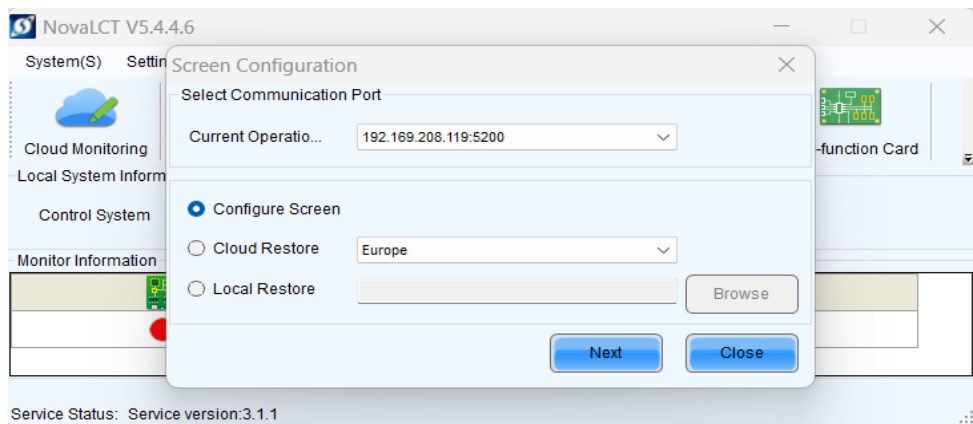 NovaLCT V5.4.4.6
System(S) Settin
Screen Configuration
Select Communication Port
Current Operatio... 192.169.208.119:5200
Cloud Monitoring
-function Card
Local System Inform
Configure Screen
Control System
Cloud Restore Europe
Monitor Information
Local Restore Browse
Next Close
Service Status: Service version:3.1.1